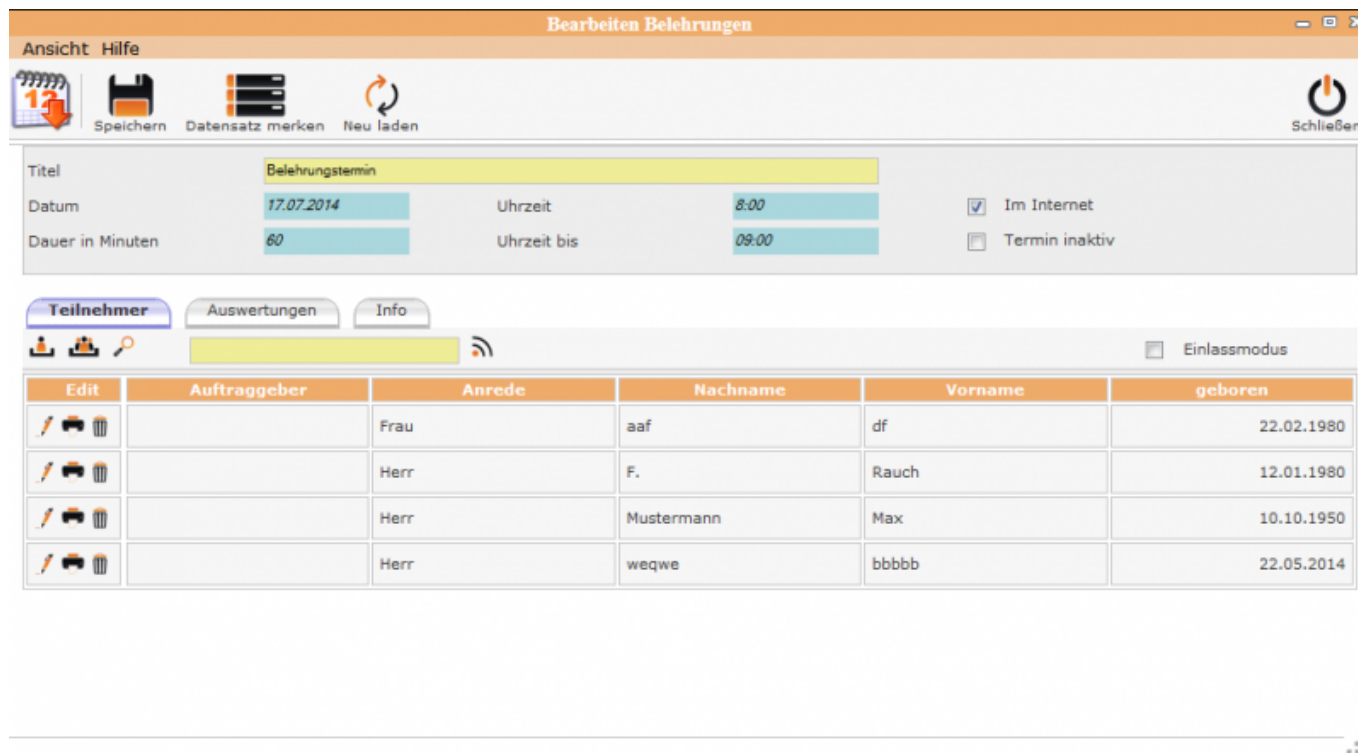 Bearbeiten Belehrungen
Ansicht Hilfe
12
Speichern Datensatz merken Neu laden Schließen
Titel Belehrungstermin
Datum 17.07.2014 Uhrzeit 8:00 Im Internet
Dauer in Minuten 60 Uhrzeit bis 09:00 Termin inaktiv
Teilnehmer Auswertungen Info
Einlassmodus
Edit Auftraggeber Anrede Nachname Vorname geboren
Frau aaf df 22.02.1980
Herr F. Rauch 12.01.1980
Herr Mustermann Max 10.10.1950
Herr weqwe bbbbb 22.05.2014